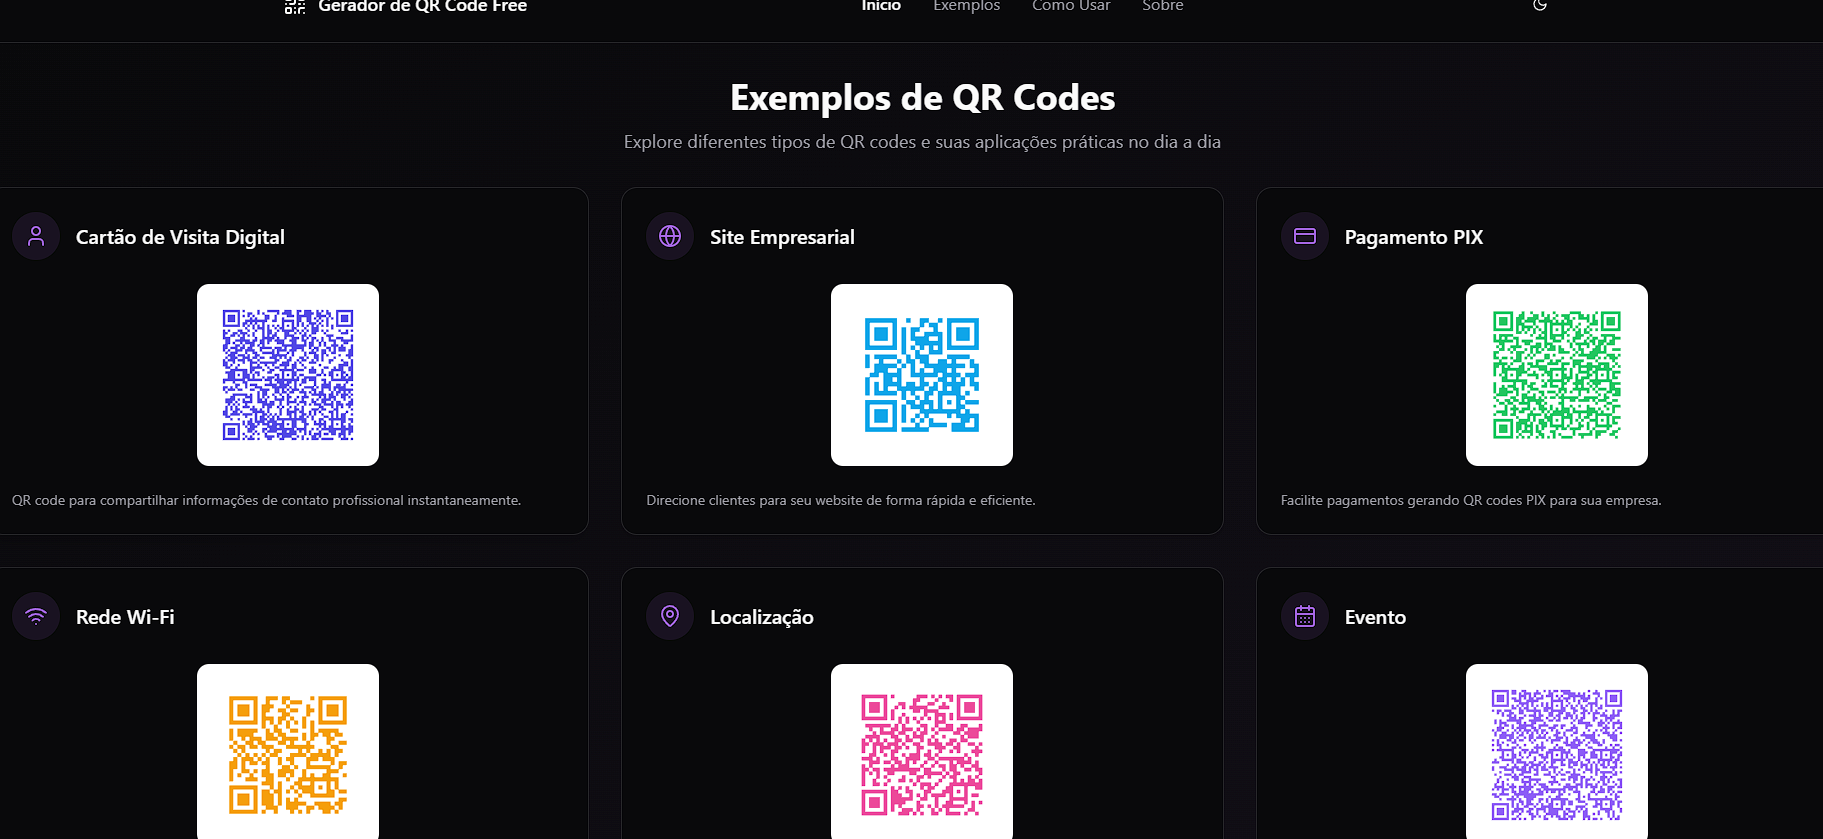 Gerador de QR Code Free
Início
Exemplos
Como Usar
Sobre
Exemplos de QR Codes
Explore diferentes tipos de QR codes e suas aplicações práticas no dia a dia
Cartão de Visita Digital
QR code para compartilhar informações de contato profissional instantaneamente.
Site Empresarial
Direcione clientes para seu website de forma rápida e eficiente.
Pagamento PIX
Facilite pagamentos gerando QR codes PIX para sua empresa.
Rede Wi-Fi
Localização
Evento